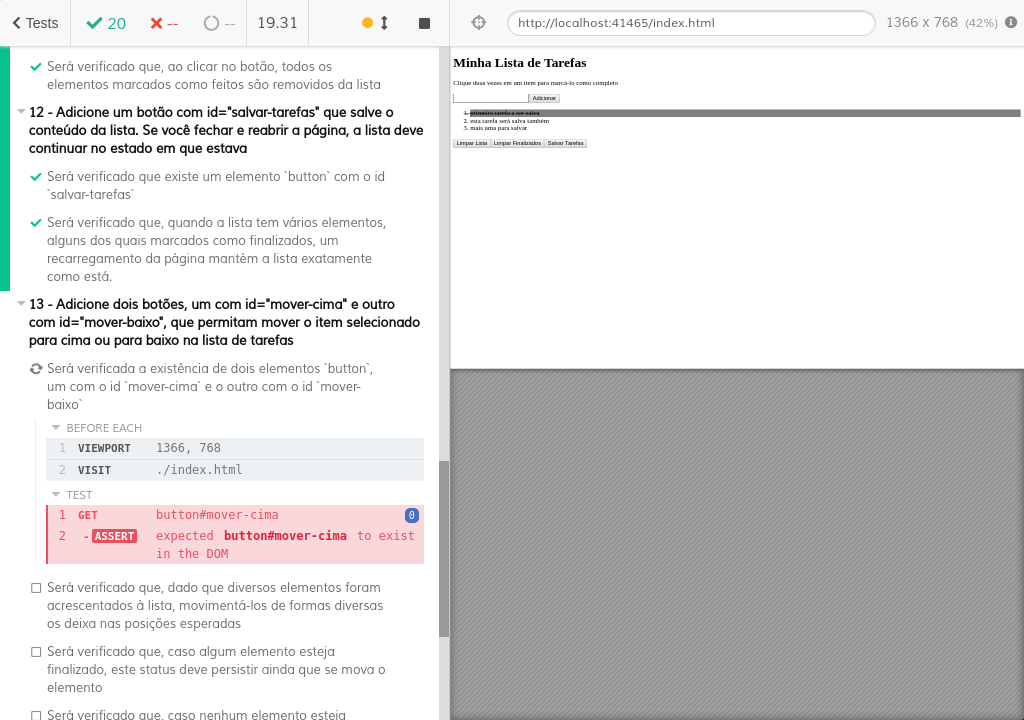 Tests
20
--
--
19.31
http://localhost:41465/index.html
1366 x 768 (42%)
Será verificado que, ao clicar no botão, todos os
elementos marcados como feitos são removidos da lista
12 - Adicione um botão com id="salvar-tarefas" que salve o
conteúdo da lista. Se você fechar e reabrir a página, a lista deve
continuar no estado em que estava
Será verificado que existe um elemento `button` com o id
`salvar-tarefas`
Será verificado que, quando a lista tem vários elementos,
alguns dos quais marcados como finalizados, um
recarregamento da página mantém a lista exatamente
como está.
13 - Adicione dois botões, um com id="mover-cima" e outro
com id="mover-baixo", que permitam mover o item selecionado
para cima ou para baixo na lista de tarefas
Será verificada a existência de dois elementos `button`,
um com o id `mover-cima` e o outro com o id `mover-
baixo`
BEFORE EACH
1 VIEWPORT 1366, 768
2 VISIT ./index.html
TEST
1 GET button#mover-cima 0
2 -ASSERT expected button#mover-cima to exist
in the DOM
Será verificado que, dado que diversos elementos foram
acrescentados à lista, movimentá-los de formas diversas
os deixa nas posições esperadas
Será verificado que, caso algum elemento esteja
finalizado, este status deve persistir ainda que se mova o
elemento
Será verificado que, caso nenhum elemento esteja
Minha Lista de Tarefas
Clique duas vezes em um item para marcá-lo como completo
Adicionar
1. primeira tarefa a ser salva
2. esta tarefa será salva também
3. mais uma para salvar
Limpar Lista Limpar Finalizados Salvar Tarefas